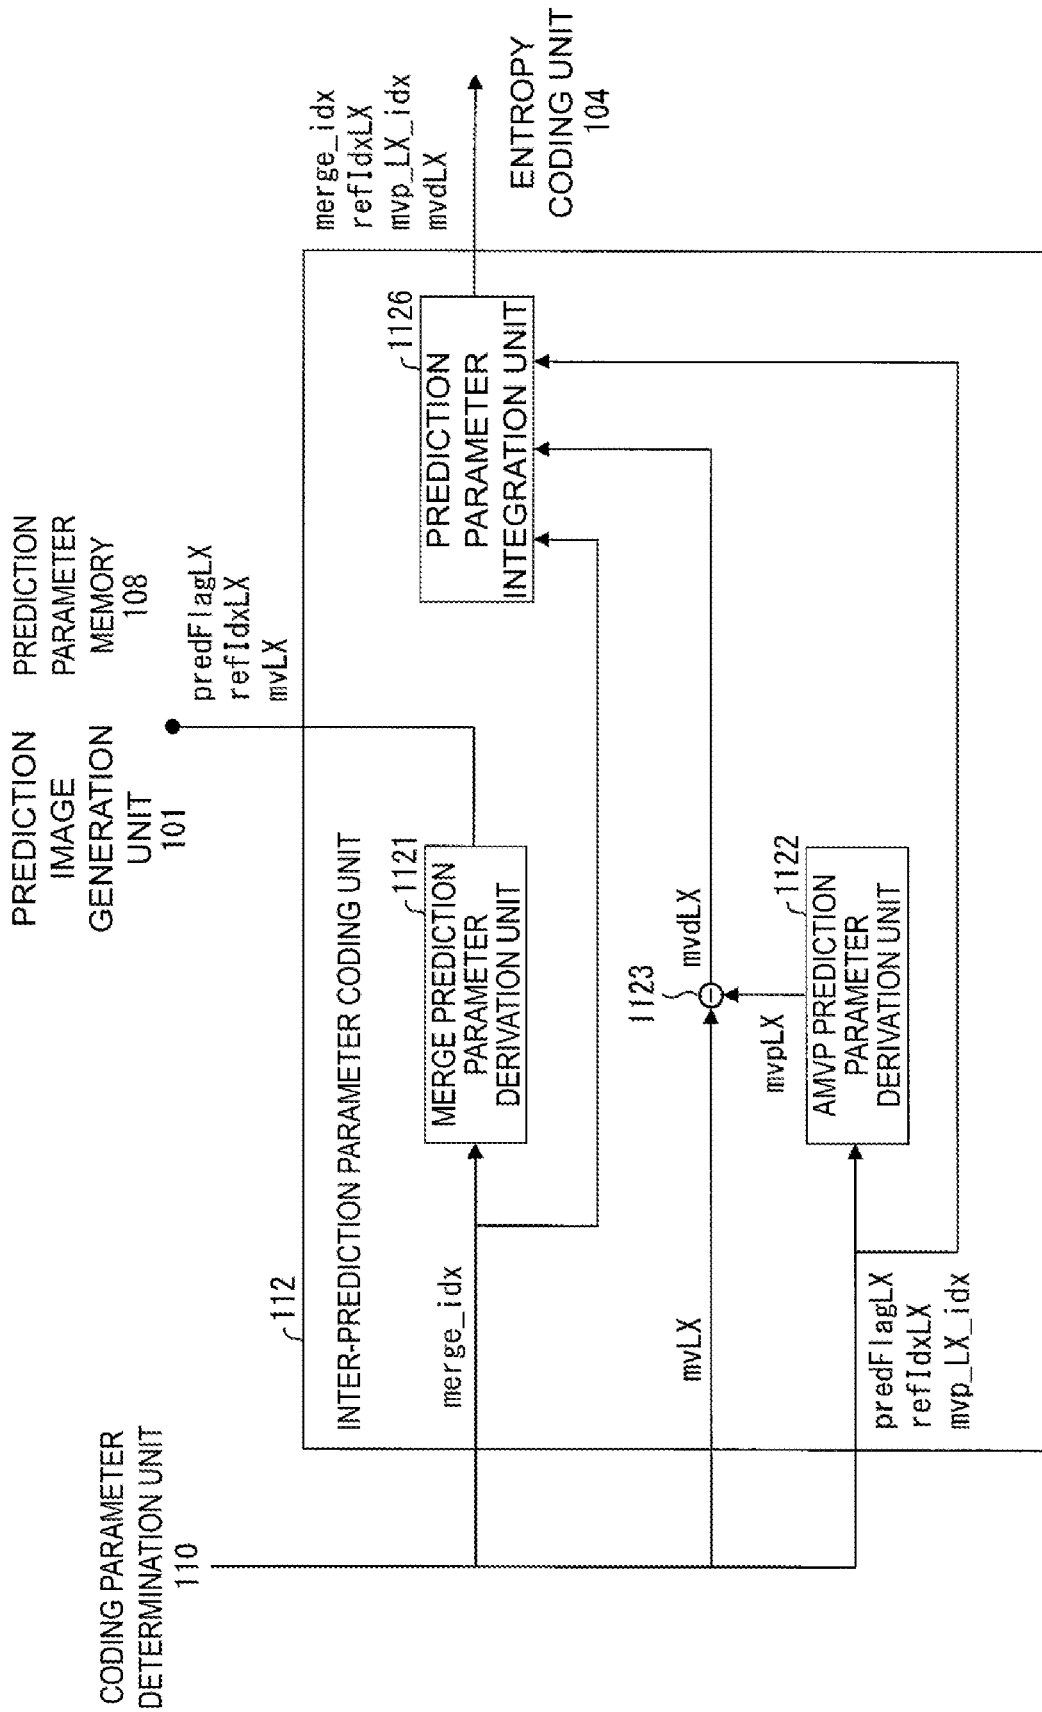 CODING PARAMETER
DETERMINATION UNIT
110
PREDICTION
IMAGE
GENERATION
UNIT
101
PREDICTION
PARAMETER
MEMORY
108
predFlagLX
refIdxLX
mvLX
112
INTER-PREDICTION PARAMETER CODING UNIT
merge_idx
1121
MERGE PREDICTION
PARAMETER
DERIVATION UNIT
1126
PREDICTION
PARAMETER
INTEGRATION UNIT
merge_idx
refIdxLX
mvp_LX_idx
mvdLX
ENTROPY
CODING UNIT
104
mvLX
1123
mvdLX
mvpLX
1122
AMVP PREDICTION
PARAMETER
DERIVATION UNIT
predFlagLX
refIdxLX
mvp_LX_idx